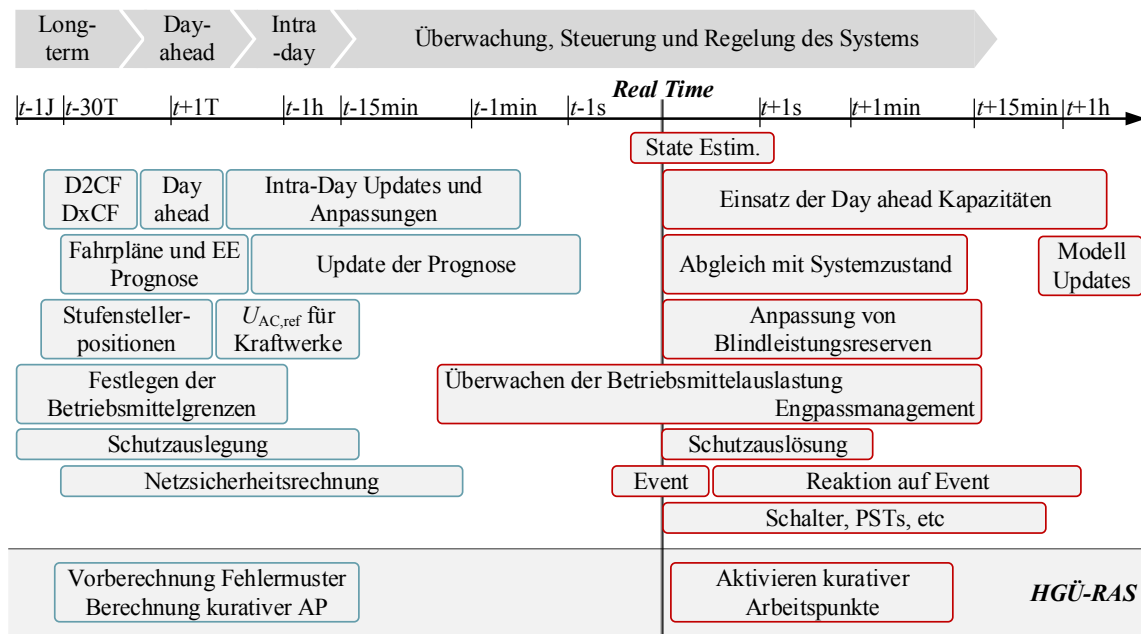 Long-
term
Day-
ahead
Intra
-day
Überwachung, Steuerung und Regelung des Systems
Real Time
t-1J
t-30T
t+1T
t-1h
t-15min
t-1min
t-1s
t+1s
t+1min
t+15min
t+1h
State Estim.
D2CF
DxCF
Day
ahead
Intra-Day Updates und
Anpassungen
Einsatz der Day ahead Kapazitäten
Fahrpläne und EE
Prognose
Update der Prognose
Abgleich mit Systemzustand
Modell
Updates
Stufensteller-
positionen
U_AC,ref für
Kraftwerke
Anpassung von
Blindleistungsreserven
Festlegen der
Betriebsmittelgrenzen
Überwachen der Betriebsmittelauslastung
Engpassmanagement
Schutzauslegung
Schutzauslösung
Netzsicherheitsrechnung
Event
Reaktion auf Event
Schalter, PSTs, etc
Vorberechnung Fehlermuster
Berechnung kurativer AP
Aktivieren kurativer
Arbeitspunkte
HGÜ-RAS